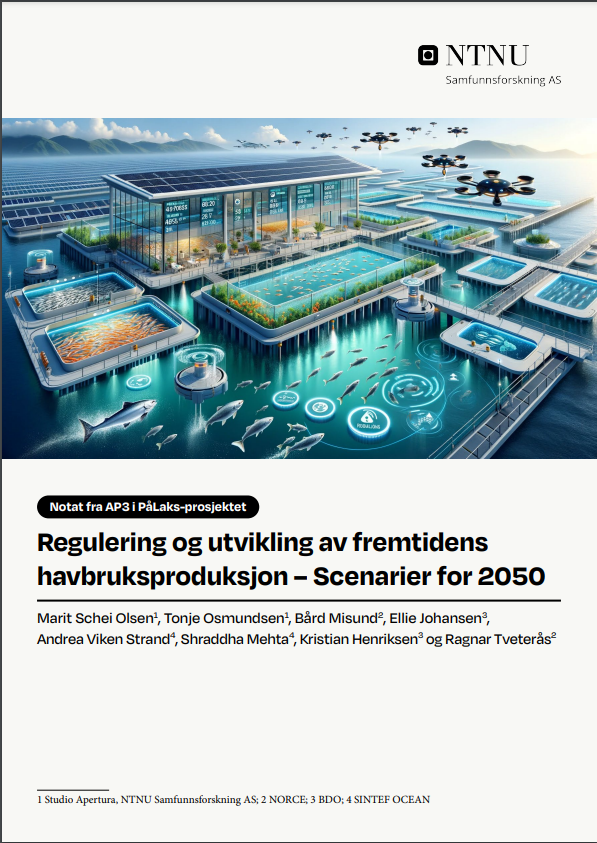 NTNU
Samfunnsforskning AS
Notat fra AP3 i PåLaks-prosjektet
Regulering og utvikling av fremtidens
havbruksproduksjon – Scenarier for 2050
Marit Schei Olsen¹, Tonje Osmundsen¹, Bård Misund², Ellie Johansen³,
Andrea Viken Strand⁴, Shraddha Mehta⁴, Kristian Henriksen³ og Ragnar Tveterås²
1 Studio Apertura, NTNU Samfunnsforskning AS; 2 NORCE; 3 BDO; 4 SINTEF OCEAN